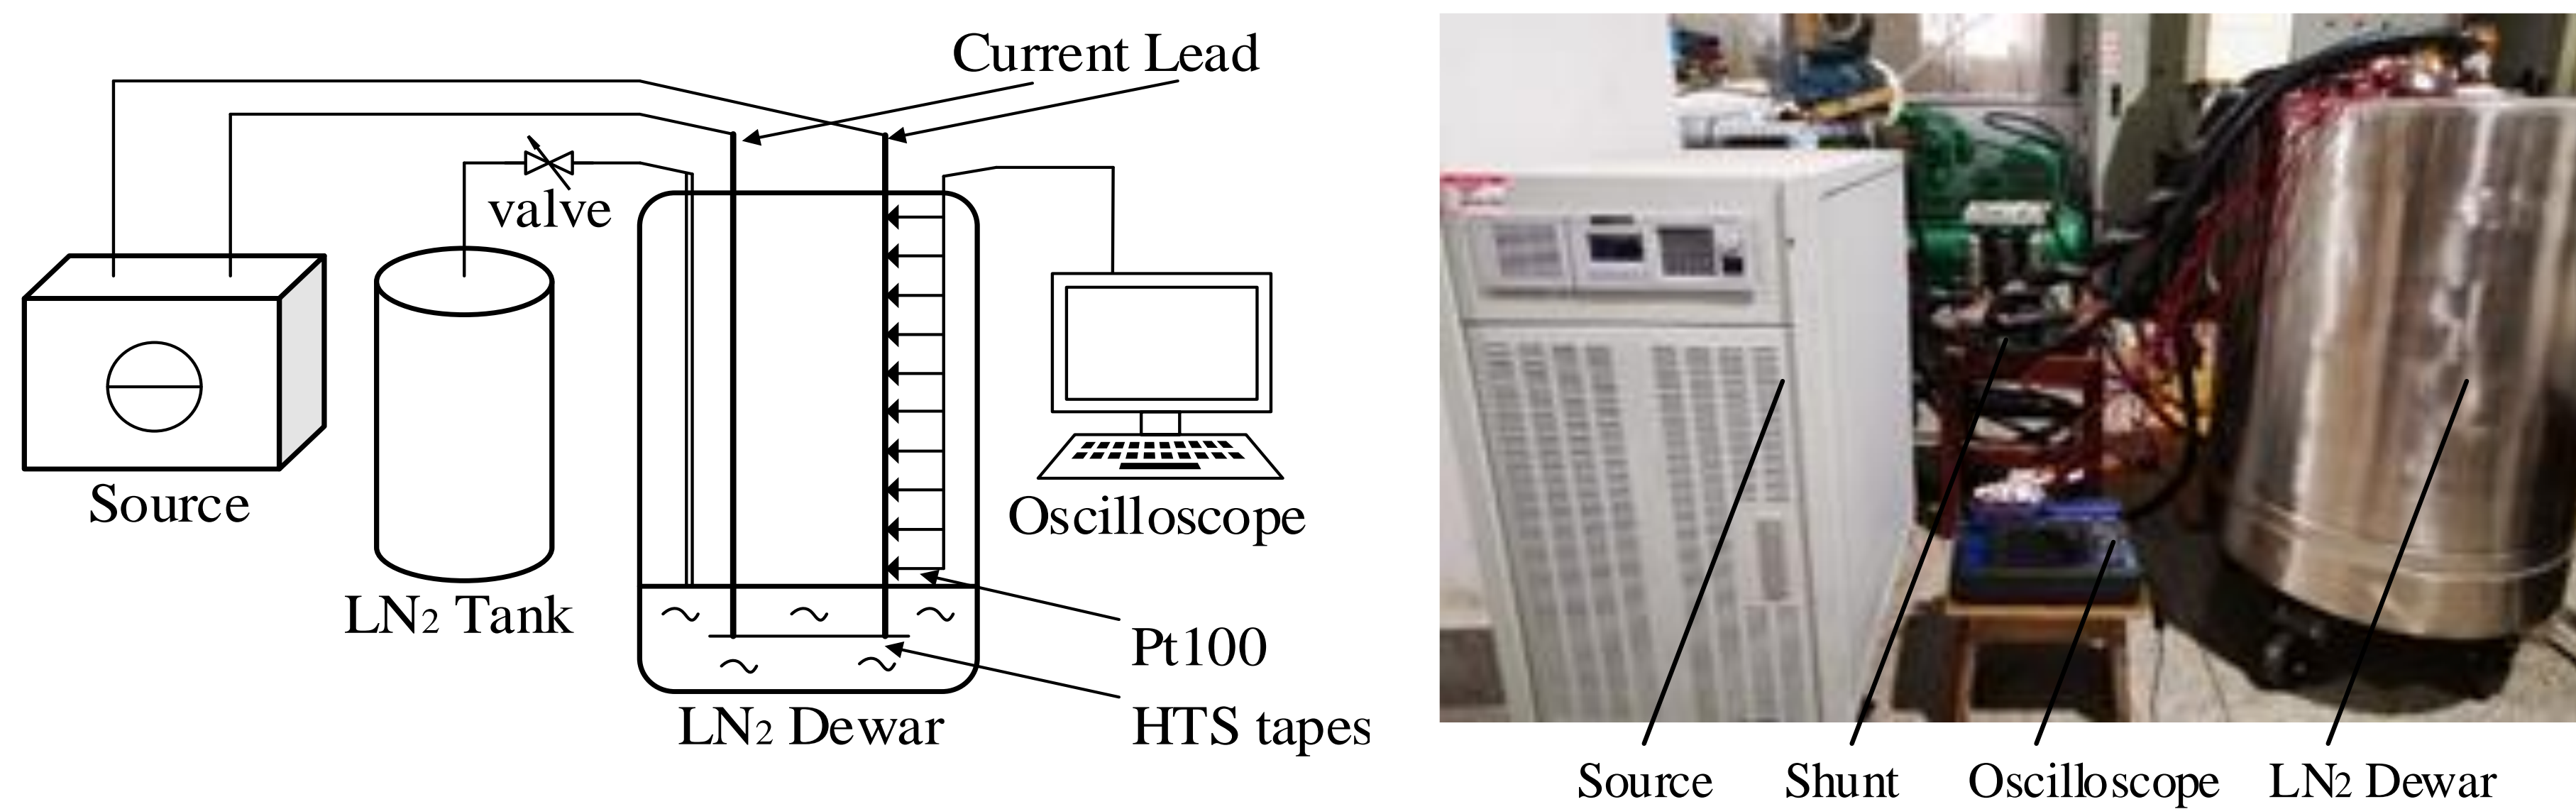 Current Lead
valve
Source
LN2 Tank
Oscilloscope
Pt100
HTS tapes
LN2 Dewar
Source
Shunt
Oscilloscope
LN2 Dewar